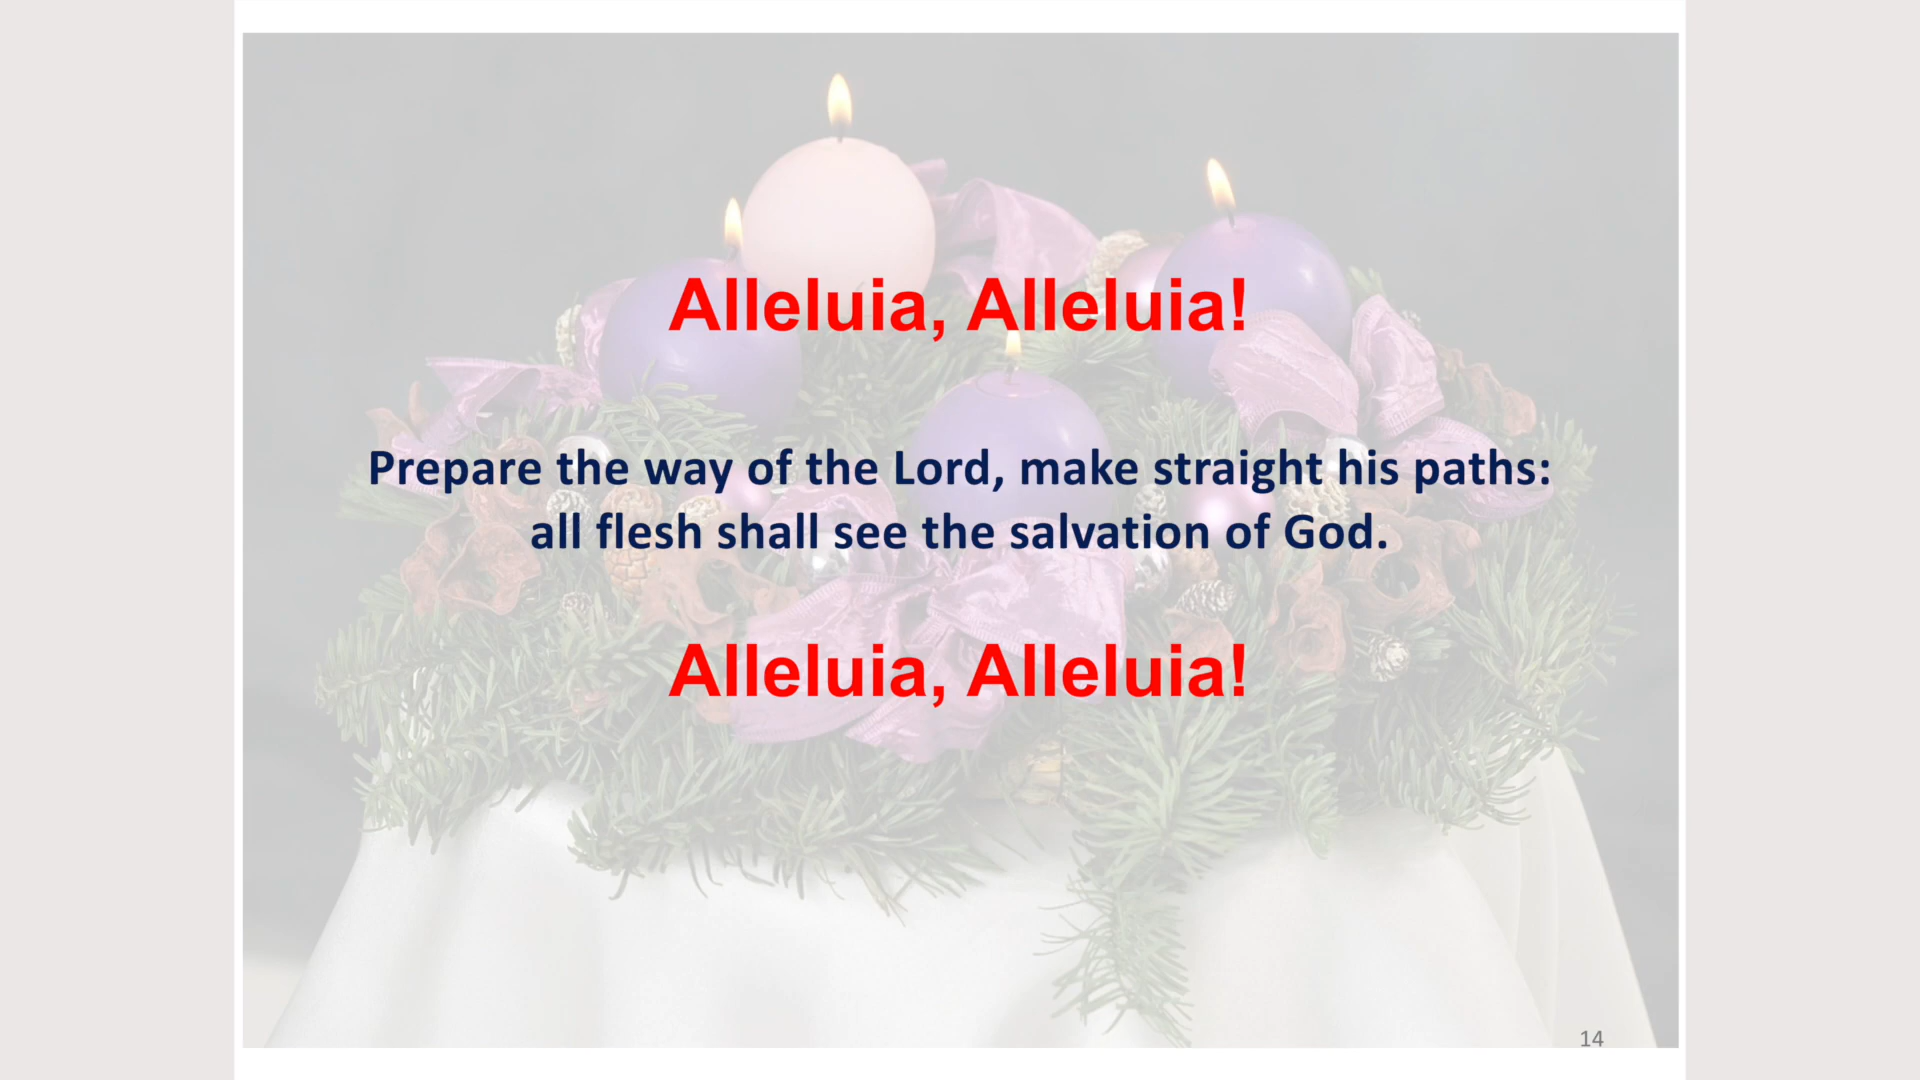 Alleluia, Alleluia!
Prepare the way of the Lord, make straight his paths:
all flesh shall see the salvation of God.
Alleluia, Alleluia!
14